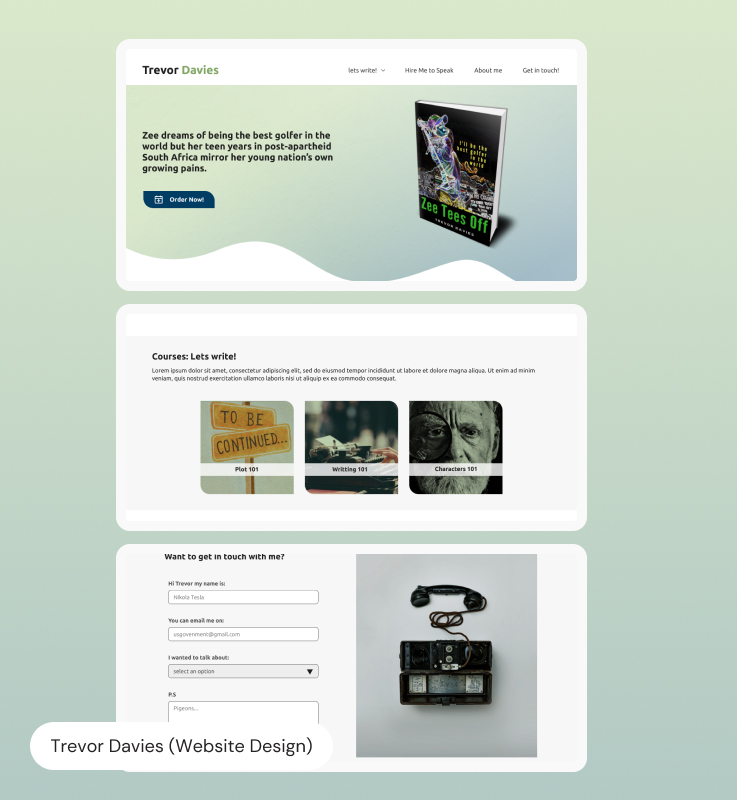 Trevor Davies
lets write!
Hire Me to Speak
About me
Get in touch!
Zee dreams of being the best golfer in the
world but her teen years in post-apartheid
South Africa mirror her young nation's own
growing pains.
Order Now!
I'll be the
best golfer
in the
world
Zee Tees Off
TREVOR DAVIES
Courses: Lets write!
Lorem ipsum dolor sit amet, consectetur adipiscing elit, sed do eiusmod tempor incididunt ut labore et dolore magna aliqua. Ut enim ad minim
veniam, quis nostrud exercitation ullamco laboris nisi ut aliquip ex ea commodo consequat.
TO BE
CONTINUED...
Plot 101
Writting 101
Characters 101
Want to get in touch with me?
Hi Trevor my name is:
Nikola Tesla
You can email me on:
usgovenment@gmail.com
I wanted to talk about:
select an option
P.S
Pigeons...
Trevor Davies (Website Design)